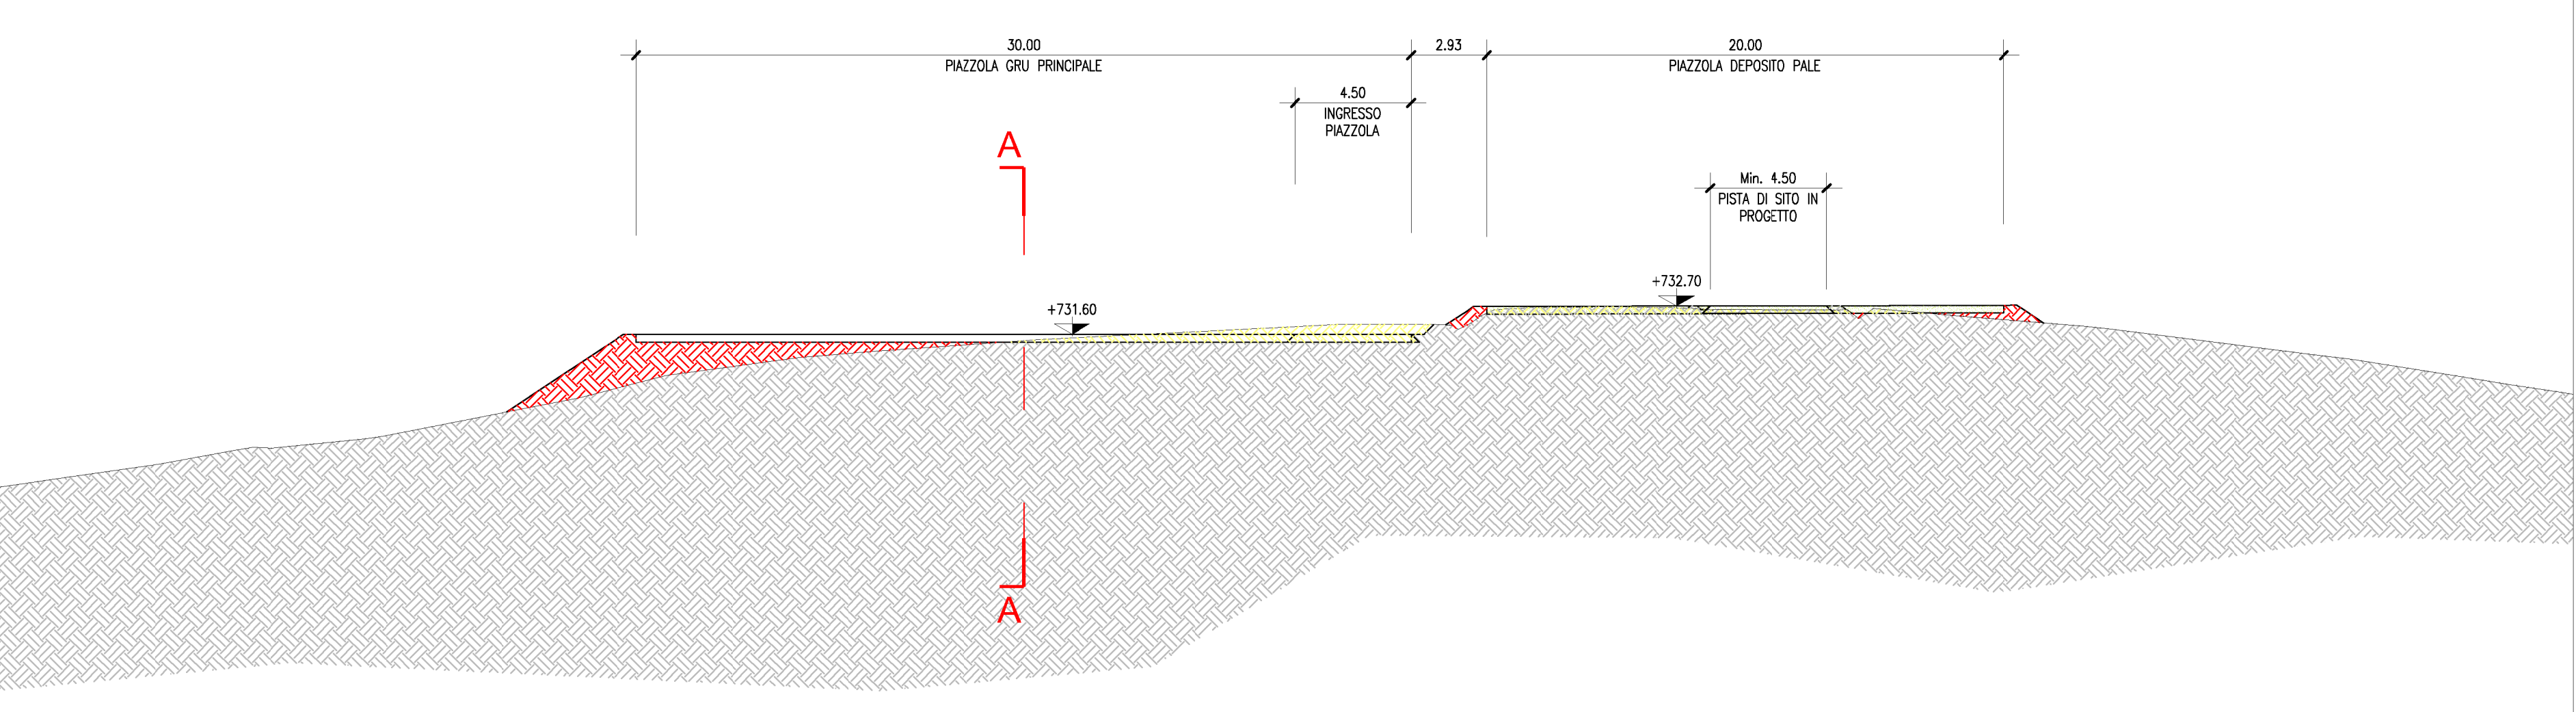 30.00
PIAZZOLA GRU PRINCIPALE
2.93
20.00
PIAZZOLA DEPOSITO PALE
4.50
INGRESSO
PIAZZOLA
A
Min. 4.50
PISTA DI SITO IN
PROGETTO
+732.70
+731.60
A